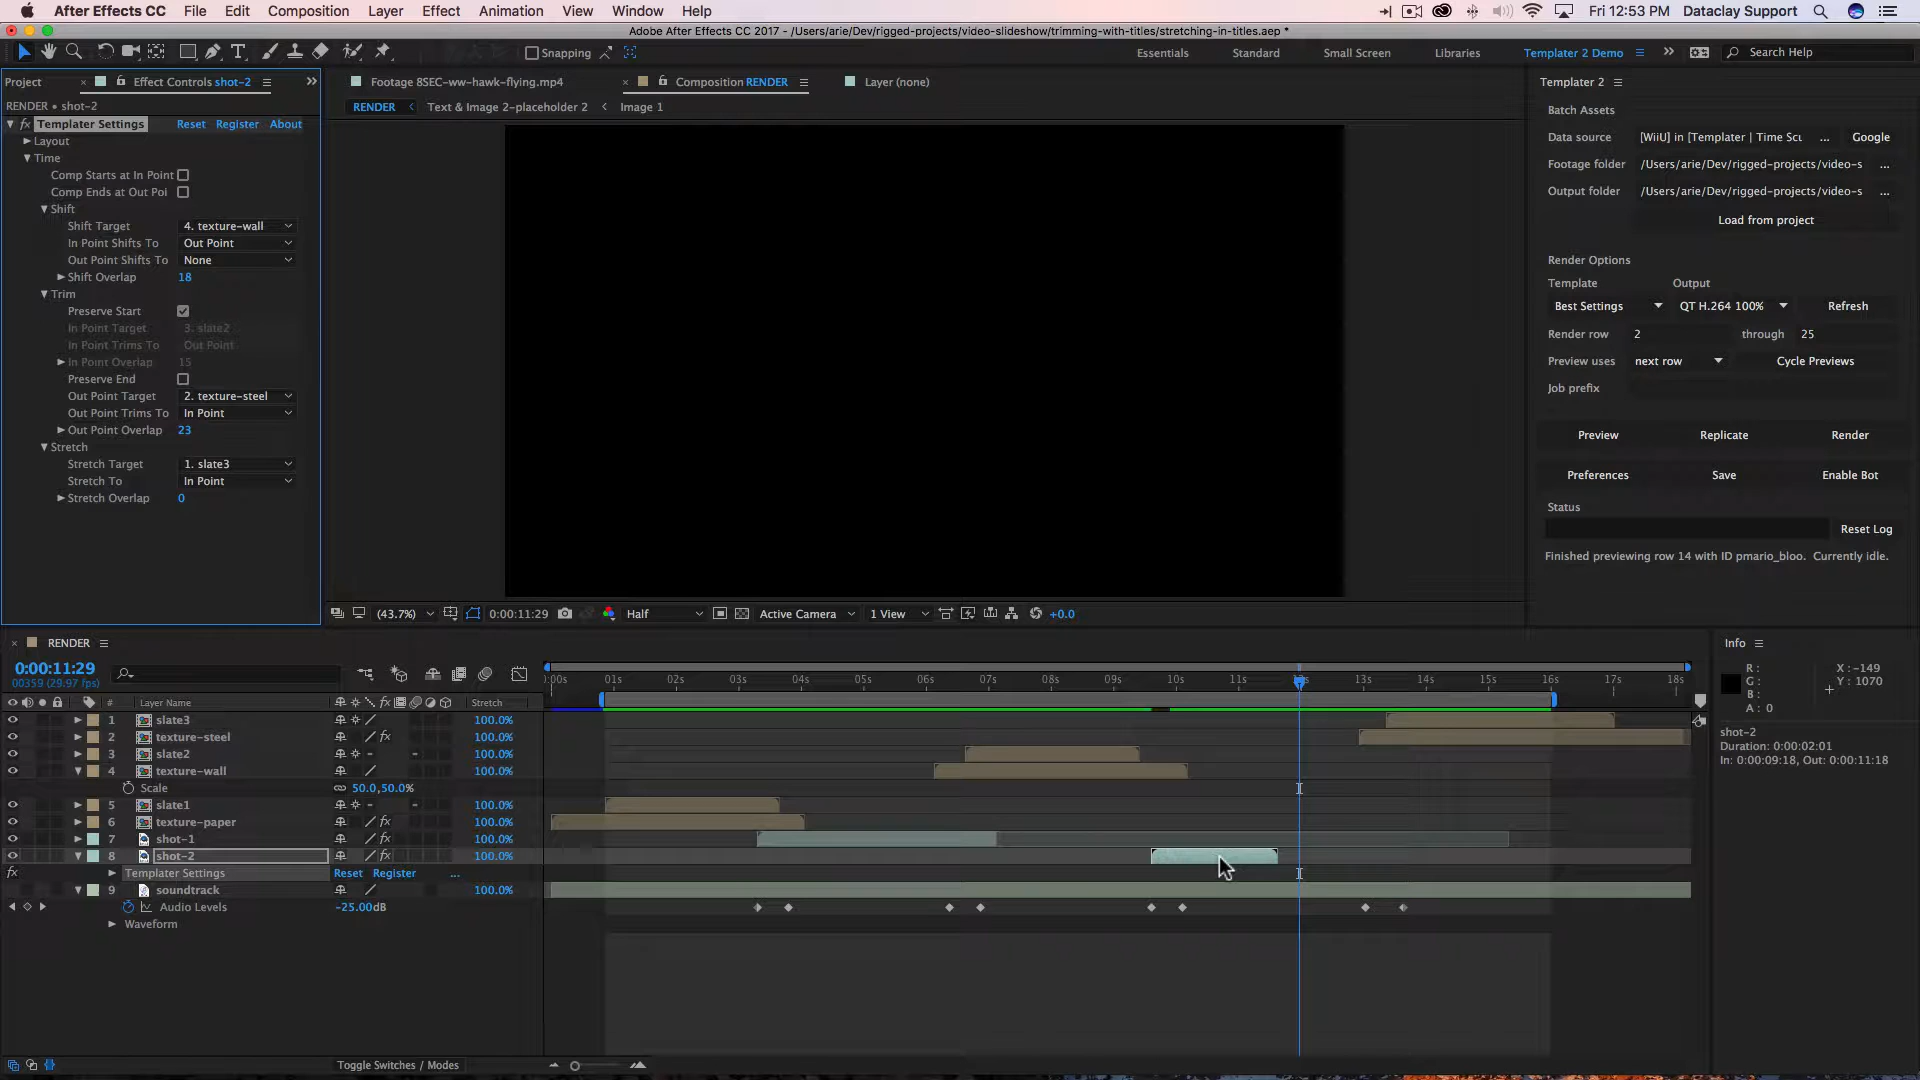 After Effects CC File Edit Composition Layer Effect Animation View Window Help Fri 12:53 PM Dataclay Support
Adobe After Effects CC 2017 - /Users/arie/Dev/rigged-projects/video-slideshow/trimming-with-titles/stretching-in-titles.aep *
Snapping Essentials Standard Small Screen Libraries Templater 2 Demo Search Help
Project Effect Controls shot-2 Footage 8SEC-ww-hawk-flying.mp4 Composition RENDER Layer (none) Templater 2
RENDER • shot-2 RENDER Text & Image 2-placeholder 2 Image 1
fx Templater Settings Reset Register About
Layout
Time
Comp Starts at In Point
Comp Ends at Out Poi
Shift
Shift Target 4. texture-wall
In Point Shifts To Out Point
Out Point Shifts To None
Shift Overlap 18
Trim
Preserve Start
In Point Target 3. slate2
In Point Trims To Out Point
In Point Overlap 15
Preserve End
Out Point Target 2. texture-steel
Out Point Trims To In Point
Out Point Overlap 23
Stretch
Stretch Target 1. slate3
Stretch To In Point
Stretch Overlap 0
Batch Assets
Data source [WiiU] in [Templater | Time Scu ... Google
Footage folder /Users/arie/Dev/rigged-projects/video-s ...
Output folder /Users/arie/Dev/rigged-projects/video-s ...
Load from project
Render Options
Template Output
Best Settings QT H.264 100% Refresh
Render row 2 through 25
Preview uses next row Cycle Previews
Job prefix
Preview Replicate Render
Preferences Save Enable Bot
Status
Reset Log
Finished previewing row 14 with ID pmario_bloo. Currently idle.
(43.7%) 0:00:11:29 Half Active Camera 1 View +0.0
RENDER
0:00:11:29
00359 (29.97 fps)
:00s 01s 02s 03s 04s 05s 06s 07s 08s 09s 10s 11s 13s 14s 15s 16s 17s 18s
# Layer Name fx Stretch
1 slate3 100.0%
2 texture-steel fx 100.0%
3 slate2 100.0%
4 texture-wall 100.0%
Scale 50.0,50.0%
5 slate1 100.0%
6 texture-paper fx 100.0%
7 shot-1 fx 100.0%
8 shot-2 fx 100.0%
fx Templater Settings Reset Register ...
9 soundtrack 100.0%
Audio Levels -25.00dB
Waveform
Toggle Switches / Modes
Info
R : X : -149
G : Y : 1070
B :
A : 0
shot-2
Duration: 0:00:02:01
In: 0:00:09:18, Out: 0:00:11:18